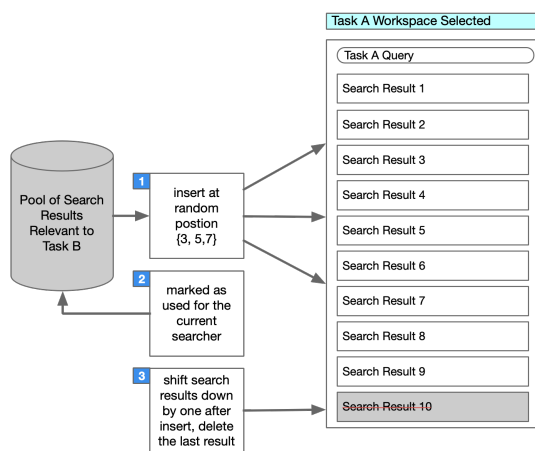 Task A Workspace Selected
Task A Query
Search Result 1
Search Result 2
Search Result 3
Search Result 4
Search Result 5
Search Result 6
Search Result 7
Search Result 8
Search Result 9
Search Result 10
Pool of Search
Results
Relevant to
Task B
1
insert at
random
postion
{3, 5,7}
2
marked as
used for the
current
searcher
3
shift search
results down
by one after
insert, delete
the last result